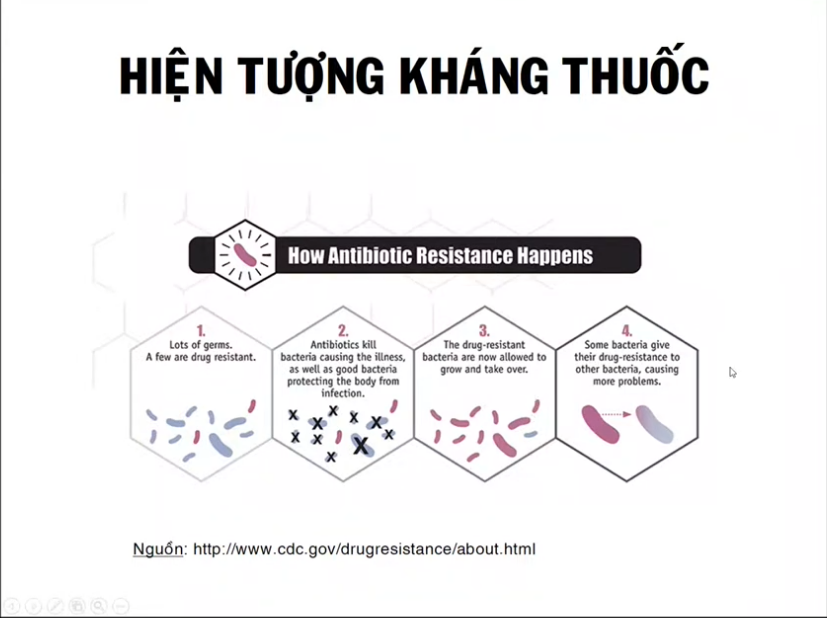 HIỆN TƯỢNG KHÁNG THUỐC
How Antibiotic Resistance Happens
1.
Lots of germs.
A few are drug resistant.
2.
Antibiotics kill
bacteria causing the illness,
as well as good bacteria
protecting the body from
infection.
3.
The drug-resistant
bacteria are now allowed to
grow and take over.
4.
Some bacteria give
their drug-resistance to
other bacteria, causing
more problems.
Nguồn: http://www.cdc.gov/drugresistance/about.html